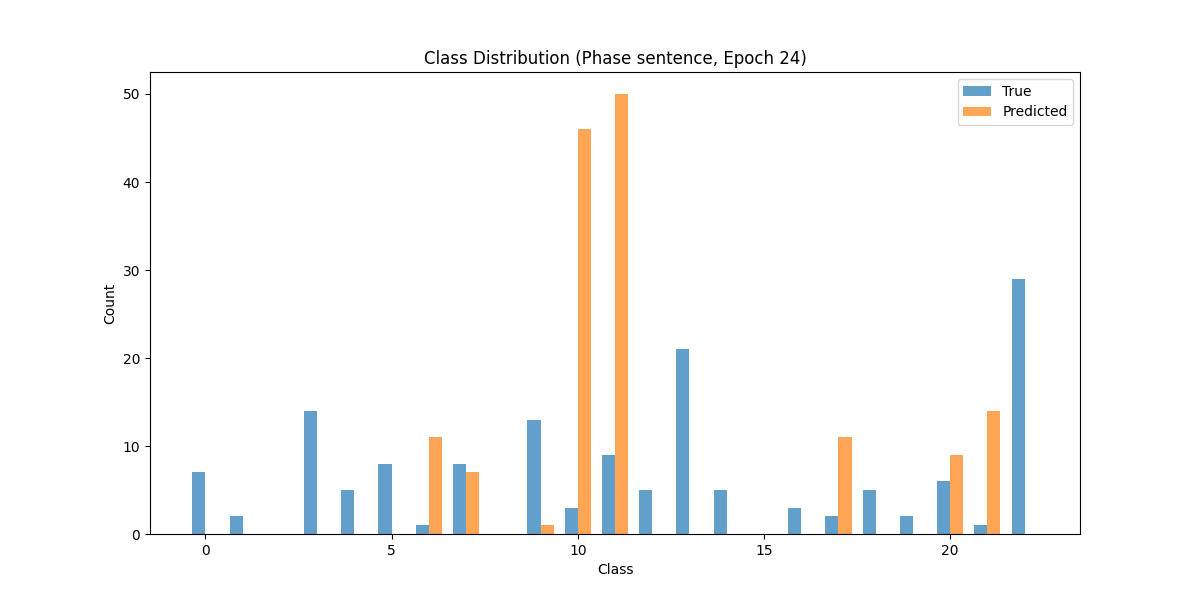 Class Distribution (Phase sentence, Epoch 24)
True
Predicted
50
40
30
20
10
0
Count
0 5 10 15 20
Class